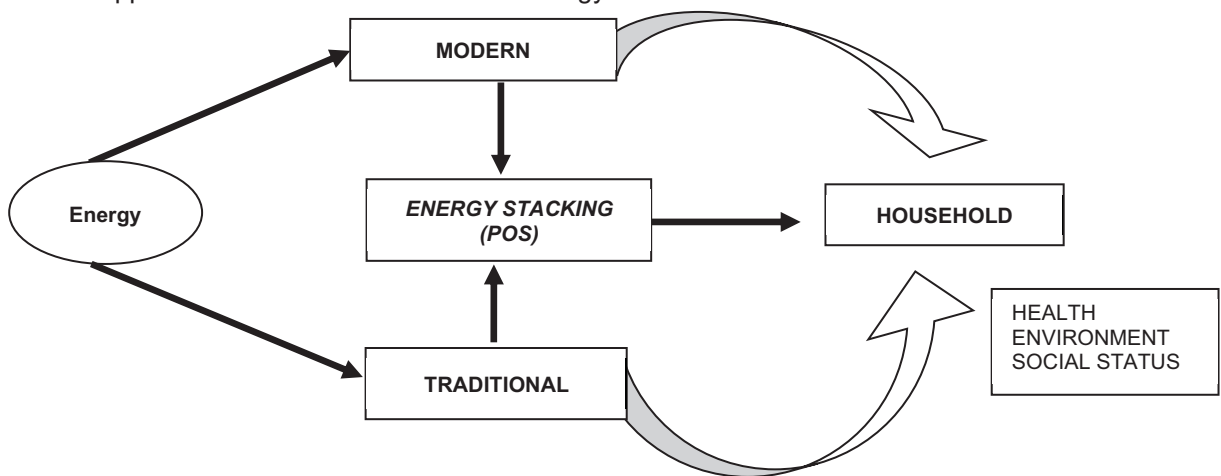 MODERN
Energy
ENERGY STACKING
(POS)
HOUSEHOLD
HEALTH
ENVIRONMENT
SOCIAL STATUS
TRADITIONAL